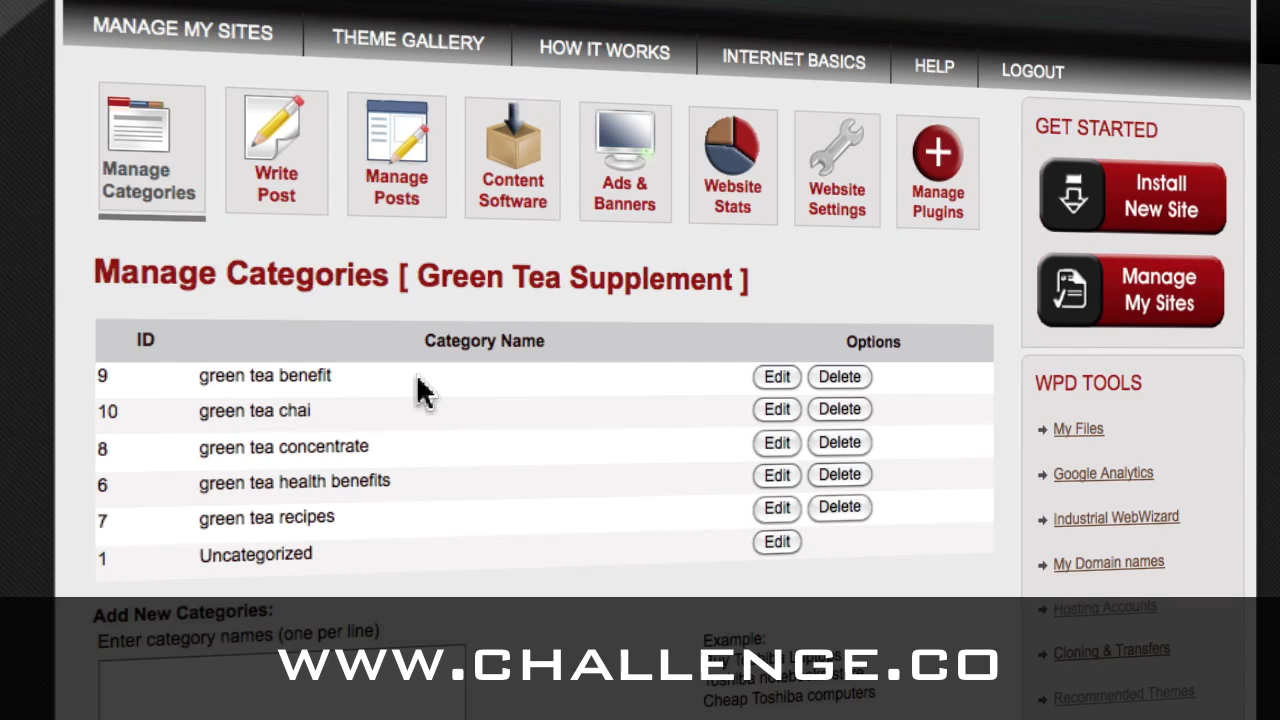 MANAGE MY SITES
THEME GALLERY
HOW IT WORKS
INTERNET BASICS
HELP
LOGOUT
Manage
Categories
Write
Post
Manage
Posts
Content
Software
Ads &
Banners
Website
Stats
Website
Settings
Manage
Plugins
GET STARTED
Install
New Site
Manage
My Sites
Manage Categories [ Green Tea Supplement ]
ID Category Name Options
9 green tea benefit Edit Delete
10 green tea chai Edit Delete
8 green tea concentrate Edit Delete
6 green tea health benefits Edit Delete
7 green tea recipes Edit Delete
1 Uncategorized Edit
WPD TOOLS
My Files
Google Analytics
Industrial WebWizard
My Domain names
Hosting Accounts
Cloning & Transfers
Recommended Themes
Add New Categories:
Enter category names (one per line)
Example:
Toshiba
Cheap Toshiba computers
WWW.CHALLENGE.CO